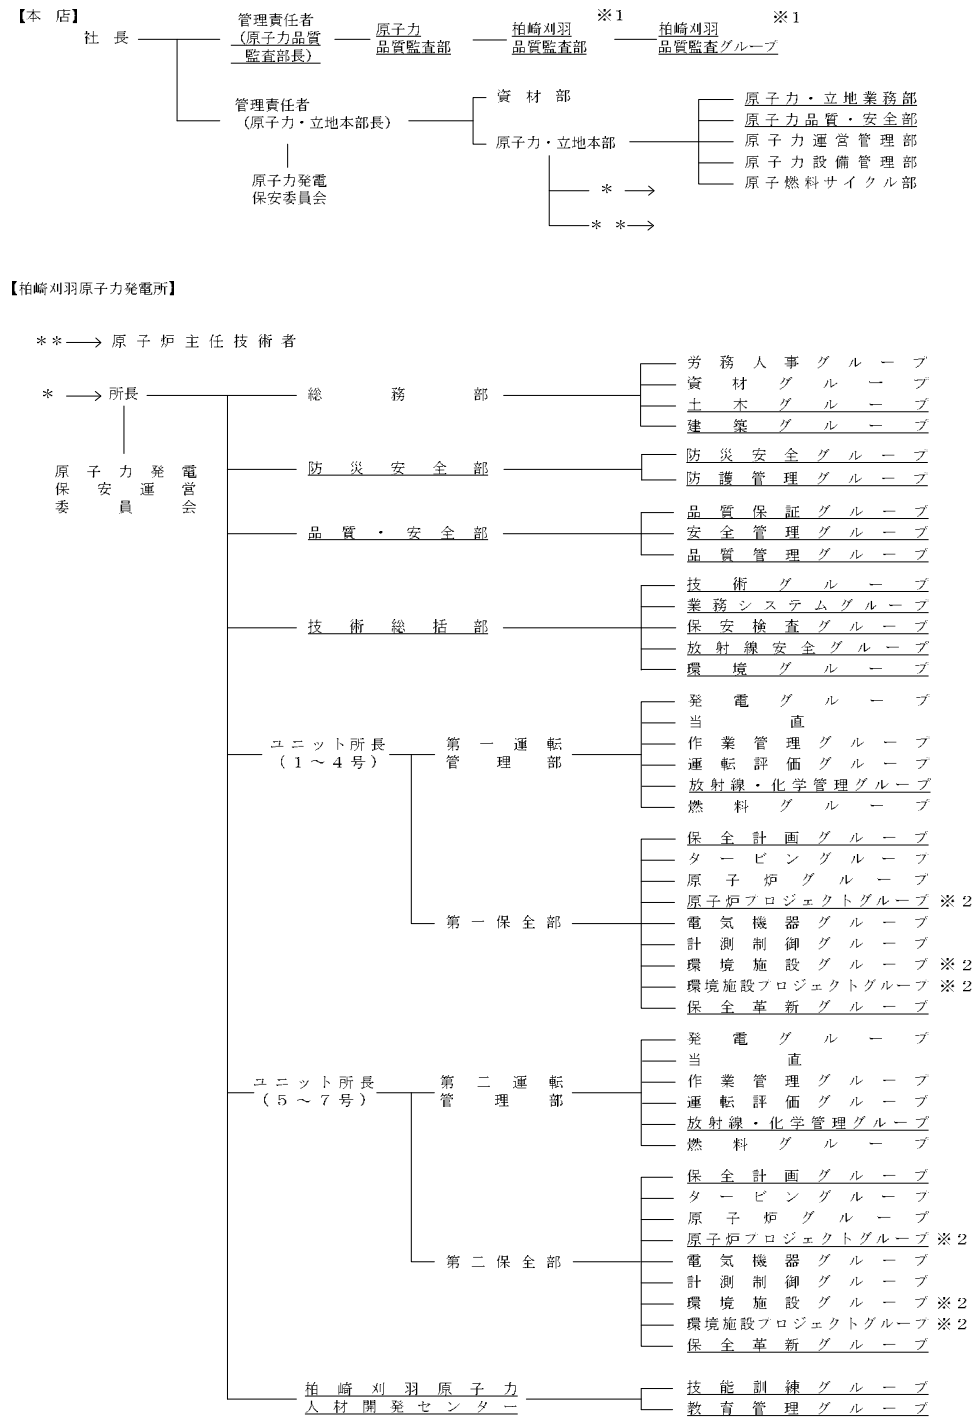 【本　店】
※１
※１
社 長
管理責任者
（原子力品質
監査部長）
原子力
品質監査部
柏崎刈羽
品質監査部
柏崎刈羽
品質監査グループ
管理責任者
（原子力・立地本部長）
資 材 部
原子力・立地本部
原子力・立地業務部
原子力品質・安全部
原子力運営管理部
原子力設備管理部
原子燃料サイクル部
原子力発電
保安委員会
＊
＊ ＊
【柏崎刈羽原子力発電所】
＊＊ 原子炉主任技術者
＊ 所長
原子力発電
保安運営
委員会
総務部
労務人事グループ
資材グループ
土木グループ
建築グループ
防災安全部
防災安全グループ
防護管理グループ
品質・安全部
品質保証グループ
安全管理グループ
品質管理グループ
技術総括部
技術グループ
業務システムグループ
保安検査グループ
放射線安全グループ
環境グループ
ユニット所長
（１～４号）
第一運転
管理部
発電グループ
当直
作業管理グループ
運転評価グループ
放射線・化学管理グループ
燃料グループ
第一保全部
保全計画グループ
タービングループ
原子炉グループ
原子炉プロジェクトグループ ※２
電気機器グループ
計測制御グループ
環境施設グループ ※２
環境施設プロジェクトグループ ※２
保全革新グループ
ユニット所長
（５～７号）
第二運転
管理部
発電グループ
当直
作業管理グループ
運転評価グループ
放射線・化学管理グループ
燃料グループ
第二保全部
保全計画グループ
タービングループ
原子炉グループ
原子炉プロジェクトグループ ※２
電気機器グループ
計測制御グループ
環境施設グループ ※２
環境施設プロジェクトグループ ※２
保全革新グループ
柏崎刈羽原子力
人材開発センター
技能訓練グループ
教育管理グループ